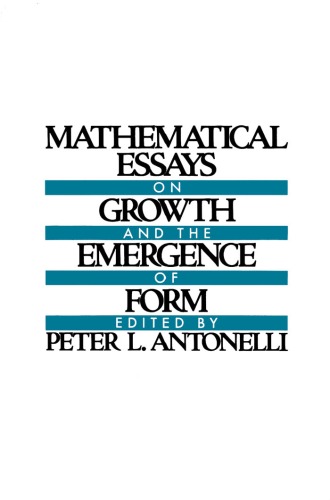 MATHEMATICAL
ESSAYS
ON
GROWTH
AND THE
EMERGENCE
OF
FORM
EDITED BY
PETER L. ANTONELLI